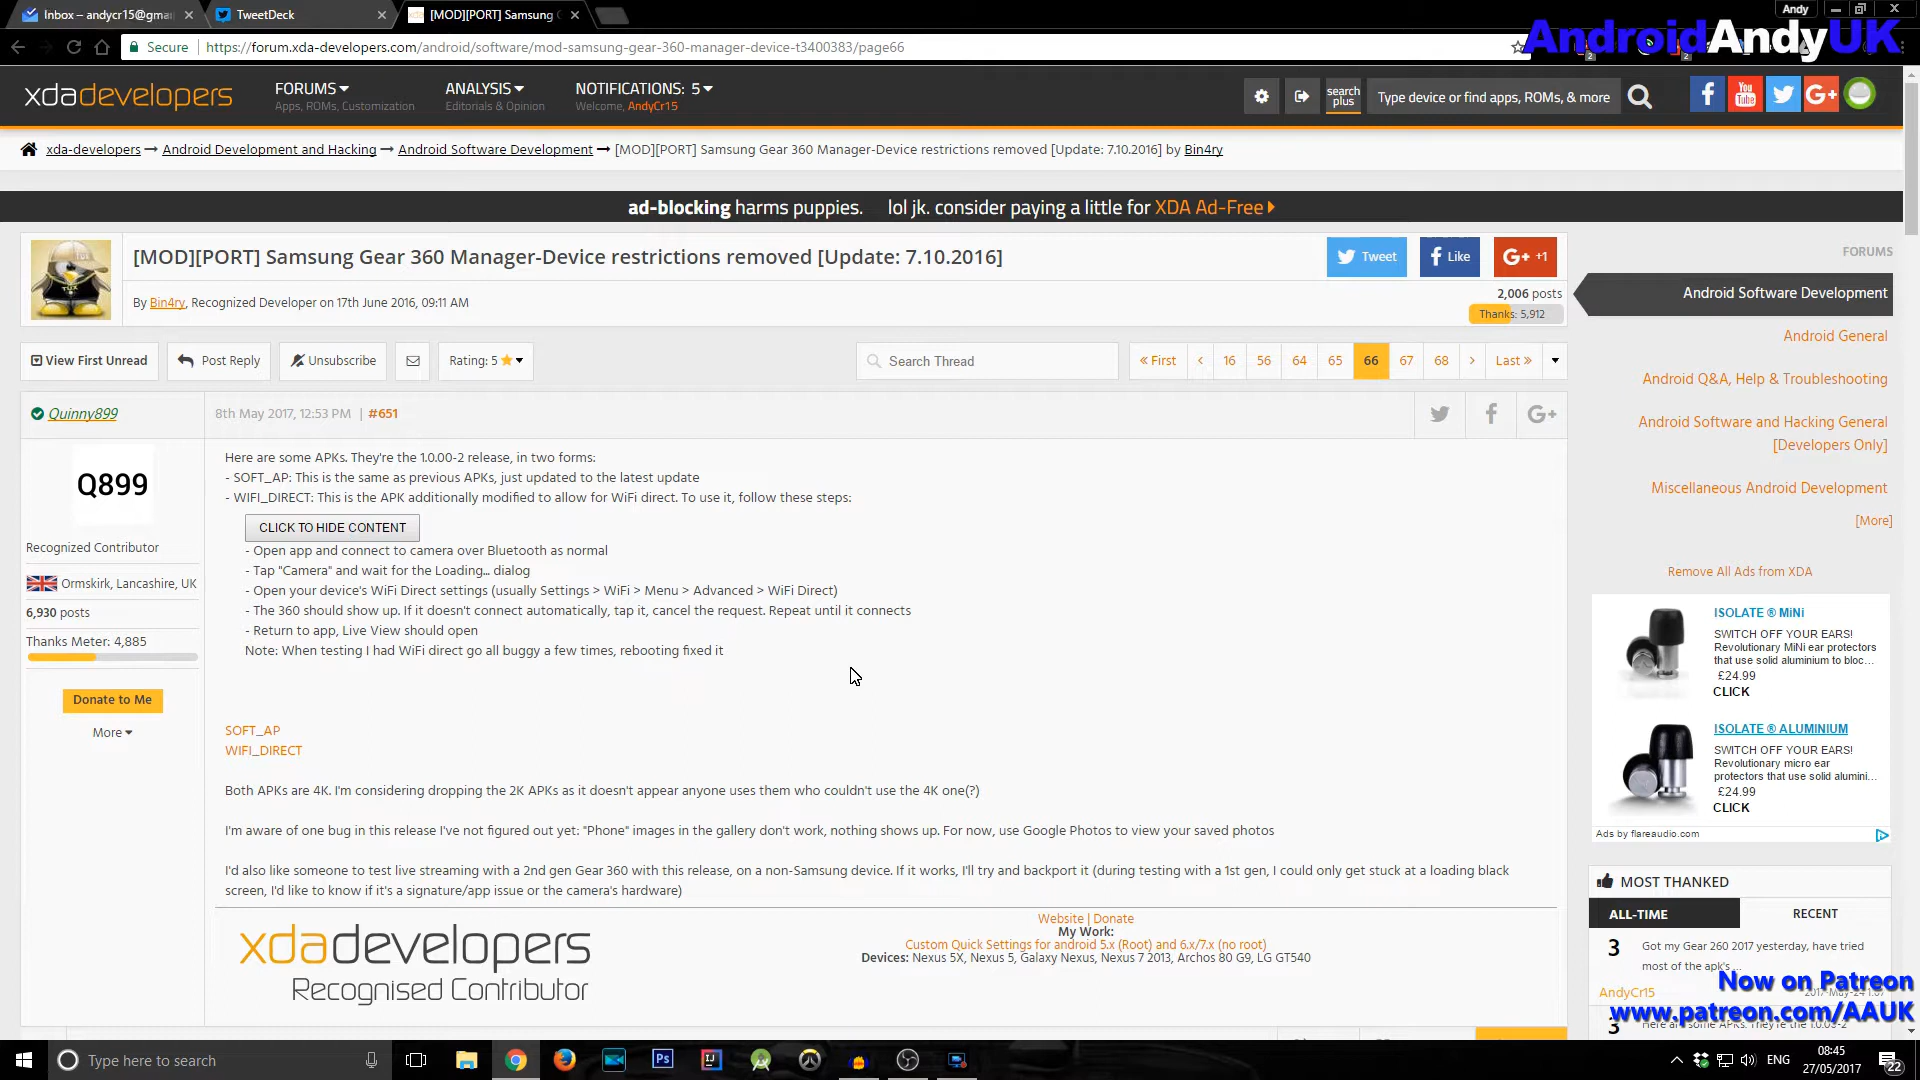 Inbox – andycr15@gmai
TweetDeck
[MOD][PORT] Samsung G
Andy
Secure
https://forum.xda-developers.com/android/software/mod-samsung-gear-360-manager-device-t3400383/page66
AndroidAndyUK
xdadevelopers
FORUMS
Apps, ROMs, Customization
ANALYSIS
Editorials & Opinion
NOTIFICATIONS: 5
Welcome, AndyCr15
search plus
Type device or find apps, ROMs, & more
You Tube
G+
xda-developers → Android Development and Hacking → Android Software Development → [MOD][PORT] Samsung Gear 360 Manager-Device restrictions removed [Update: 7.10.2016] by Bin4ry
ad-blocking harms puppies. lol jk. consider paying a little for XDA Ad-Free
[MOD][PORT] Samsung Gear 360 Manager-Device restrictions removed [Update: 7.10.2016]
Tweet
Like
G+ +1
By Bin4ry, Recognized Developer on 17th June 2016, 09:11 AM
2,006 posts
Thanks: 5,912
View First Unread
Post Reply
Unsubscribe
Rating: 5
Search Thread
« First ‹ 16 56 64 65 66 67 68 › Last »
Quinny899
8th May 2017, 12:53 PM | #651
G+
Q899
Recognized Contributor
Ormskirk, Lancashire, UK
6,930 posts
Thanks Meter: 4,885
Donate to Me
More
Here are some APKs. They're the 1.0.00-2 release, in two forms:
- SOFT_AP: This is the same as previous APKs, just updated to the latest update
- WIFI_DIRECT: This is the APK additionally modified to allow for WiFi direct. To use it, follow these steps:
CLICK TO HIDE CONTENT
- Open app and connect to camera over Bluetooth as normal
- Tap "Camera" and wait for the Loading... dialog
- Open your device's WiFi Direct settings (usually Settings > WiFi > Menu > Advanced > WiFi Direct)
- The 360 should show up. If it doesn't connect automatically, tap it, cancel the request. Repeat until it connects
- Return to app, Live View should open
Note: When testing I had WiFi direct go all buggy a few times, rebooting fixed it
SOFT_AP
WIFI_DIRECT
Both APKs are 4K. I'm considering dropping the 2K APKs as it doesn't appear anyone uses them who couldn't use the 4K one(?)
I'm aware of one bug in this release I've not figured out yet: "Phone" images in the gallery don't work, nothing shows up. For now, use Google Photos to view your saved photos
I'd also like someone to test live streaming with a 2nd gen Gear 360 with this release, on a non-Samsung device. If it works, I'll try and backport it (during testing with a 1st gen, I could only get stuck at a loading black
screen, I'd like to know if it's a signature/app issue or the camera's hardware)
xdadevelopers
Recognised Contributor
Website | Donate
My Work:
Custom Quick Settings for android 5.x (Root) and 6.x/7.x (no root)
Devices: Nexus 5X, Nexus 5, Galaxy Nexus, Nexus 7 2013, Archos 80 G9, LG GT540
FORUMS
Android Software Development
Android General
Android Q&A, Help & Troubleshooting
Android Software and Hacking General
[Developers Only]
Miscellaneous Android Development
[More]
Remove All Ads from XDA
ISOLATE ® MiNi
SWITCH OFF YOUR EARS!
Revolutionary MiNi ear protectors
that use solid aluminium to bloc...
£24.99
CLICK
ISOLATE ® ALUMINIUM
SWITCH OFF YOUR EARS!
Revolutionary micro ear
protectors that use solid alumini...
£24.99
CLICK
Ads by flareaudio.com
MOST THANKED
ALL-TIME
RECENT
3
Got my Gear 260 2017 yesterday, have tried
most of the apk's ...
AndyCr15
3
Here are some APKs. They're the 1.0.0
Now on Patreon
www.patreon.com/AAUK
Type here to search
Ps
ENG
08:45
27/05/2017
22